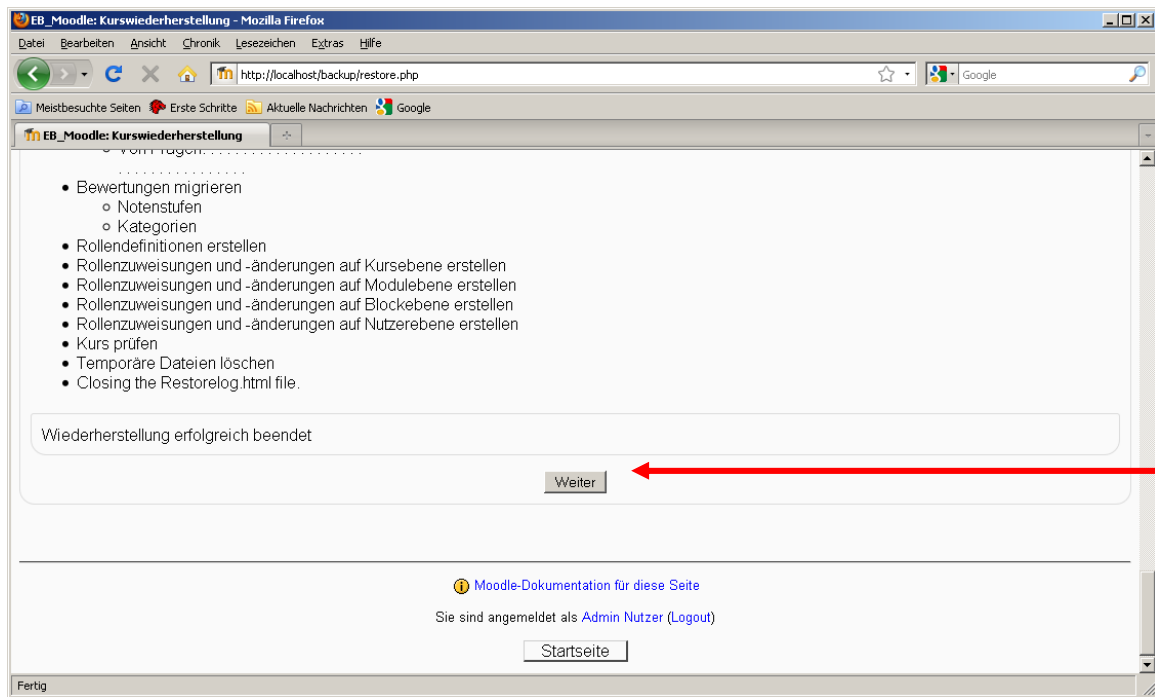 EB_Moodle: Kurswiederherstellung - Mozilla Firefox
Datei Bearbeiten Ansicht Chronik Lesezeichen Extras Hilfe
http://localhost/backup/restore.php
Google
Meistbesuchte Seiten Erste Schritte Aktuelle Nachrichten Google
EB_Moodle: Kurswiederherstellung
von Fragen. . . . . . . . . . . . . . . . . . . . .
. . . . . . . . . . . . . . . .
Bewertungen migrieren
Notenstufen
Kategorien
Rollendefinitionen erstellen
Rollenzuweisungen und -änderungen auf Kursebene erstellen
Rollenzuweisungen und -änderungen auf Modulebene erstellen
Rollenzuweisungen und -änderungen auf Blockebene erstellen
Rollenzuweisungen und -änderungen auf Nutzerebene erstellen
Kurs prüfen
Temporäre Dateien löschen
Closing the Restorelog.html file.
Wiederherstellung erfolgreich beendet
Weiter
Moodle-Dokumentation für diese Seite
Sie sind angemeldet als Admin Nutzer (Logout)
Startseite
Fertig